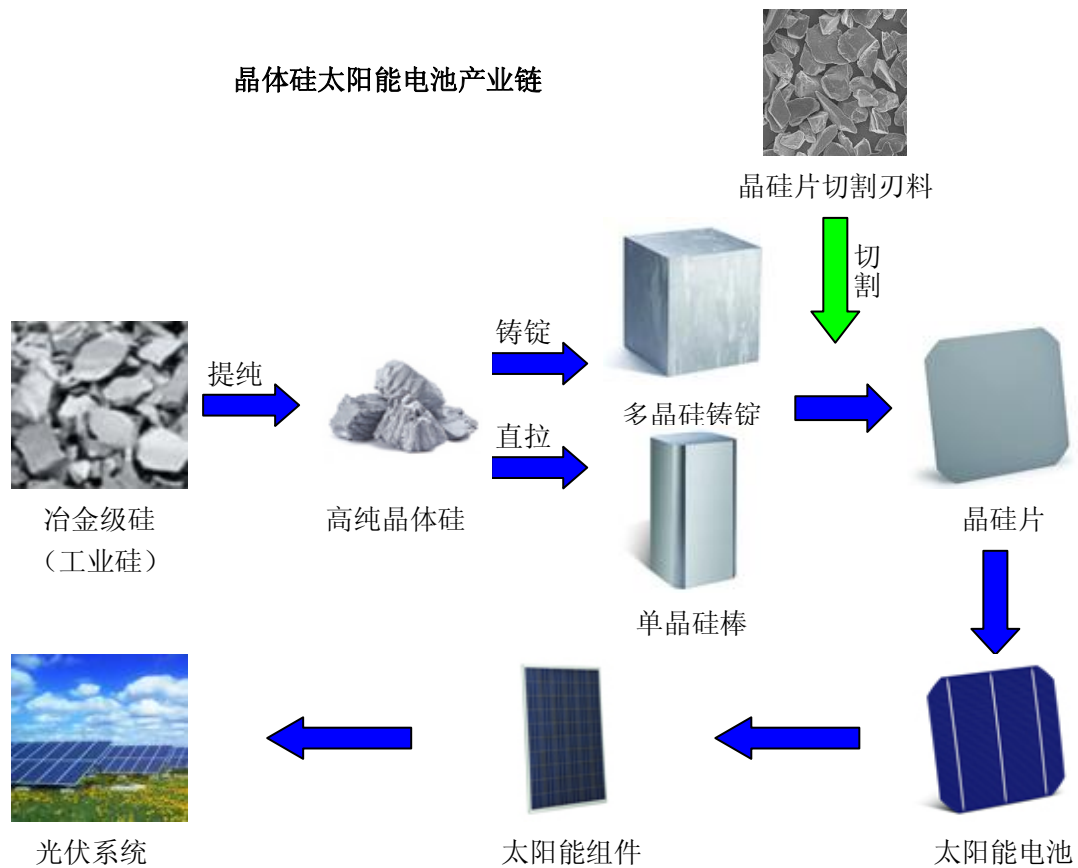 晶体硅太阳能电池产业链
晶硅片切割刃料
切
割
铸锭
提纯
多晶硅铸锭
直拉
冶金级硅
（工业硅）
高纯晶体硅
晶硅片
单晶硅棒
光伏系统
太阳能组件
太阳能电池